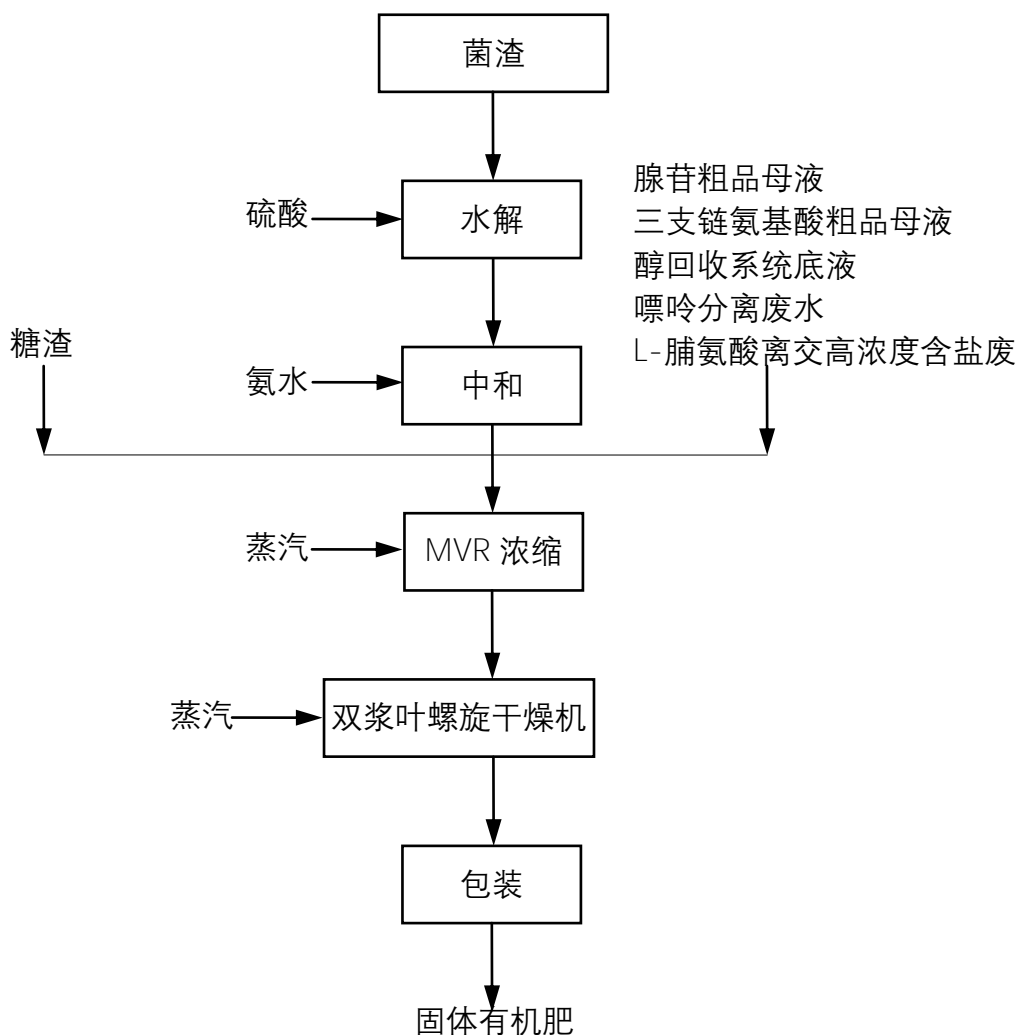 菌渣
腺苷粗品母液
硫酸
水解
三支链氨基酸粗品母液
醇回收系统底液
嘌呤分离废水
糖渣
L-脯氨酸离交高浓度含盐废
氨水
中和
蒸汽
MVR 浓缩
蒸汽
双浆叶螺旋干燥机
包装
固体有机肥